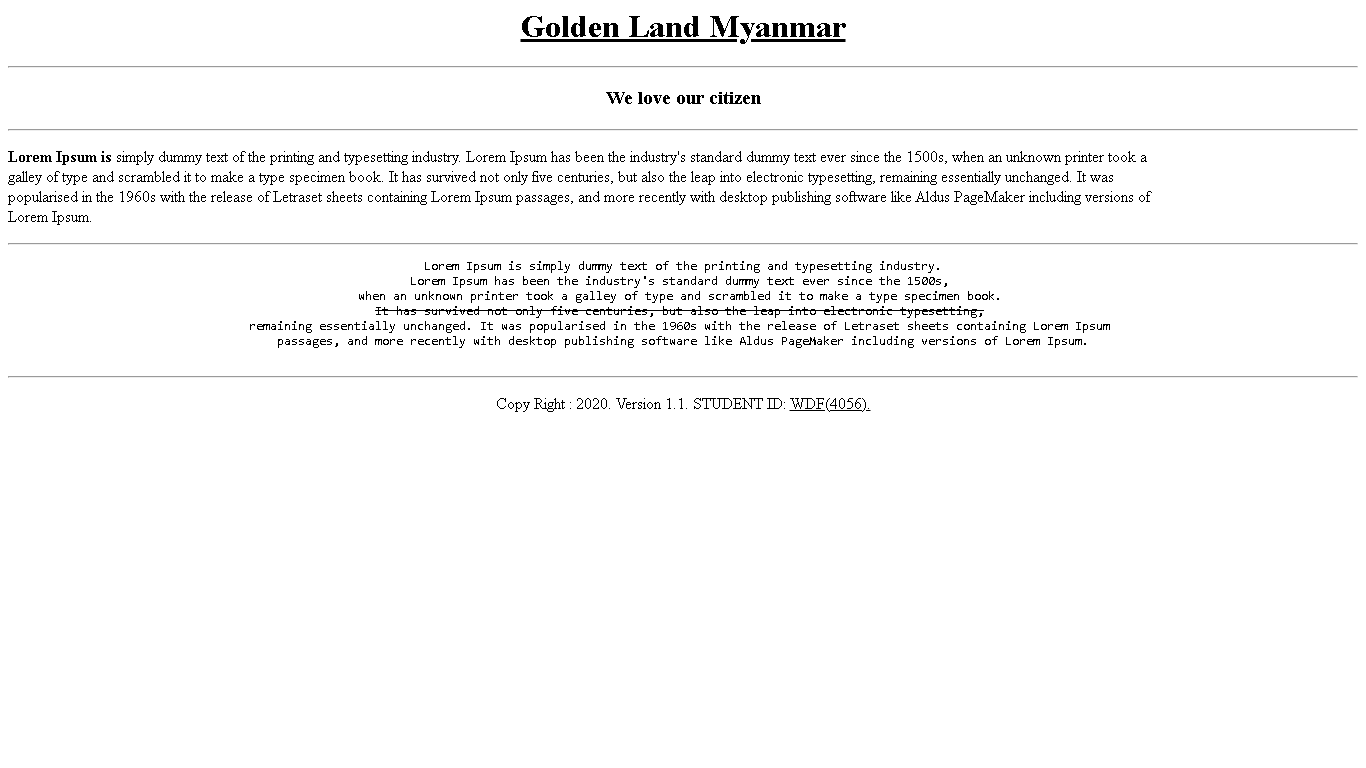 Golden Land Myanmar
We love our citizen
Lorem Ipsum is simply dummy text of the printing and typesetting industry. Lorem Ipsum has been the industry's standard dummy text ever since the 1500s, when an unknown printer took a
galley of type and scrambled it to make a type specimen book. It has survived not only five centuries, but also the leap into electronic typesetting, remaining essentially unchanged. It was
popularised in the 1960s with the release of Letraset sheets containing Lorem Ipsum passages, and more recently with desktop publishing software like Aldus PageMaker including versions of
Lorem Ipsum.
Lorem Ipsum is simply dummy text of the printing and typesetting industry.
Lorem Ipsum has been the industry's standard dummy text ever since the 1500s,
when an unknown printer took a galley of type and scrambled it to make a type specimen book.
It has survived not only five centuries, but also the leap into electronic typesetting,
remaining essentially unchanged. It was popularised in the 1960s with the release of Letraset sheets containing Lorem Ipsum
passages, and more recently with desktop publishing software like Aldus PageMaker including versions of Lorem Ipsum.
Copy Right : 2020. Version 1.1. STUDENT ID: WDF(4056).